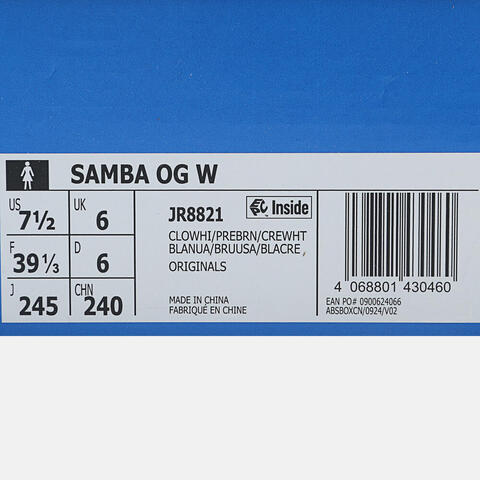 SAMBA OG W
US 7½ UK 6
F 39⅓ D 6
J 245 CHN 240
JR8821 Inside
CLOWHI/PREBRN/CREWHT
BLANUA/BRUUSA/BLACRE,
ORIGINALS
MADE IN CHINA
FABRIQUÉ EN CHINE
4 068801 430460
EAN PO# 0900624066
ABSBOXCN/0924/V02